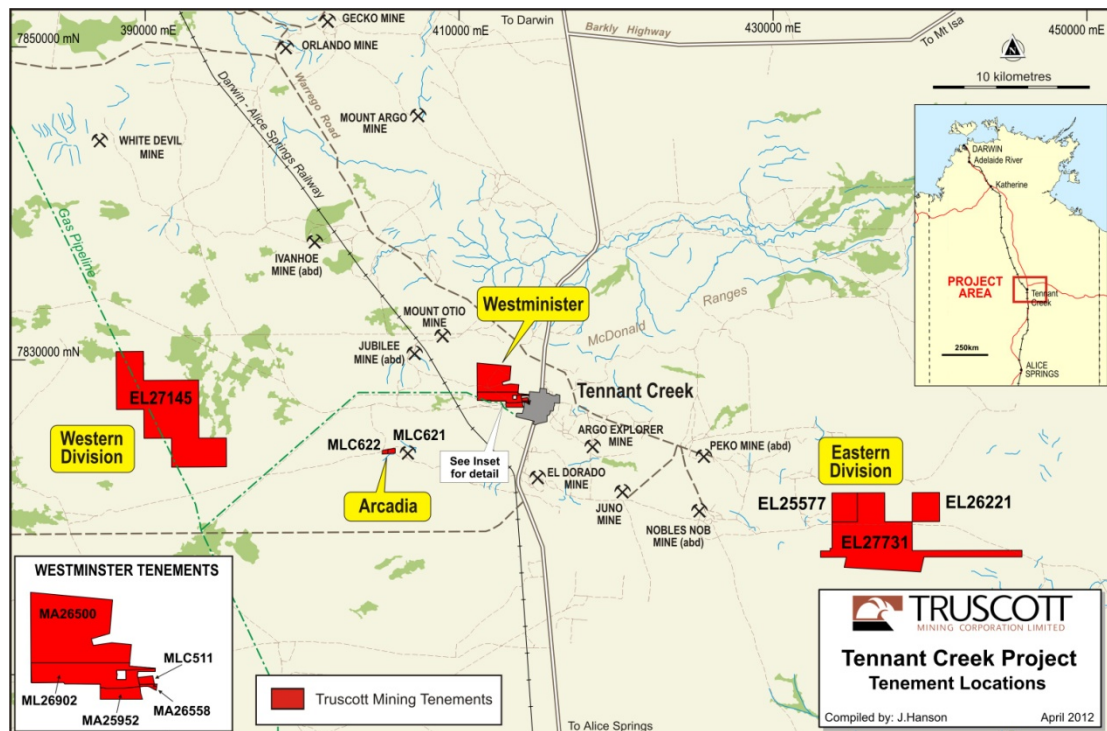 390000 mE
410000 mE
430000 mE
450000 mE
7850000 mN
7830000 mN
GECKO MINE
ORLANDO MINE
To Darwin
Barkly Highway
To Mt Isa
N
10 kilometres
Warrego Road
Darwin - Alice Springs Railway
MOUNT ARGO
MINE
WHITE DEVIL
MINE
Gas Pipeline
IVANHOE
MINE (abd)
MOUNT OTIO
MINE
JUBILEE
MINE (abd)
Westminister
McDonald
Ranges
DARWIN
Adelaide River
Katherine
PROJECT
AREA
Tennant
Creek
250km
ALICE
SPRINGS
EL27145
Western
Division
Tennant Creek
MLC622
MLC621
Arcadia
See Inset
for detail
ARGO EXPLORER
MINE
EL DORADO
MINE
PEKO MINE (abd)
JUNO
MINE
NOBLES NOB
MINE (abd)
Eastern
Division
EL25577
EL26221
EL27731
WESTMINSTER TENEMENTS
MA26500
MLC511
ML26902
MA25952
MA26558
Truscott Mining Tenements
To Alice Springs
TRUSCOTT
MINING CORPORATION LIMITED
Tennant Creek Project
Tenement Locations
Compiled by: J.Hanson
April 2012